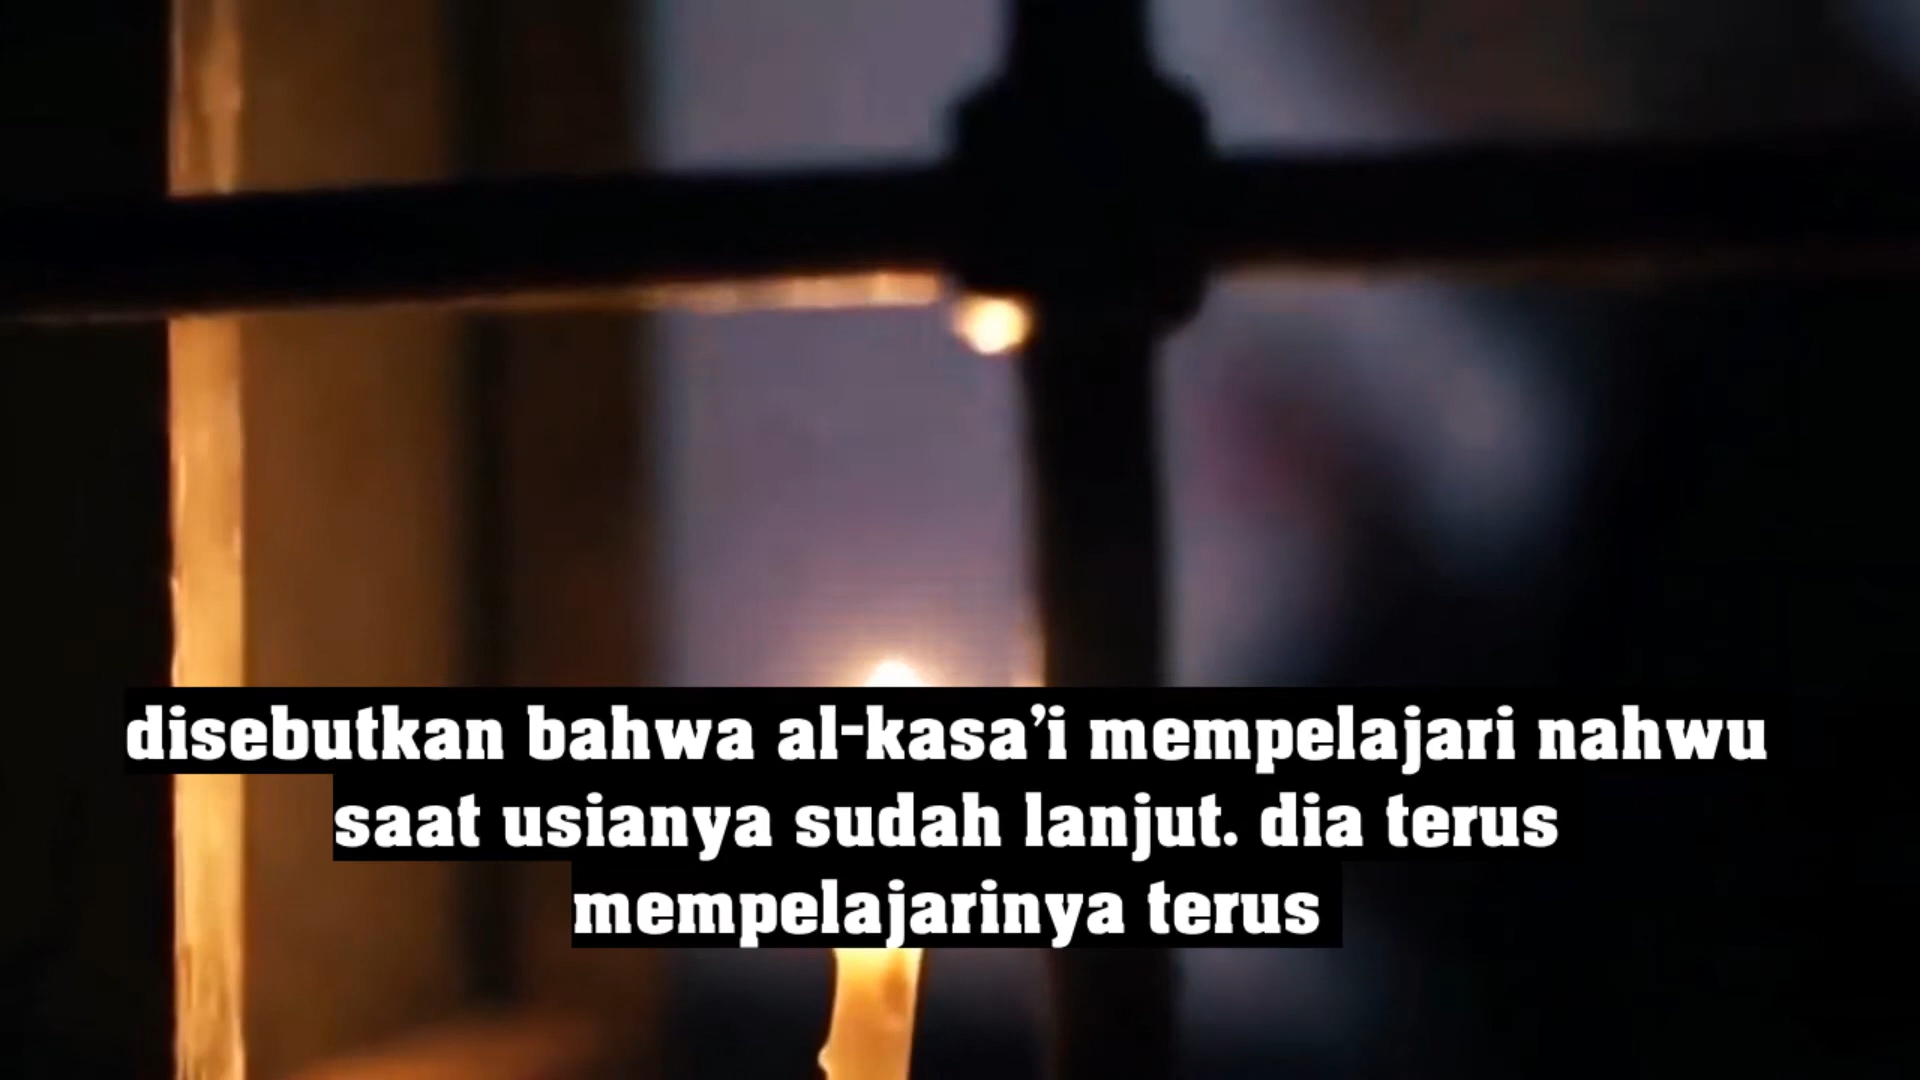 disebutkan bahwa al-kasa’i mempelajari nahwu
saat usianya sudah lanjut. dia terus
mempelajarinya terus